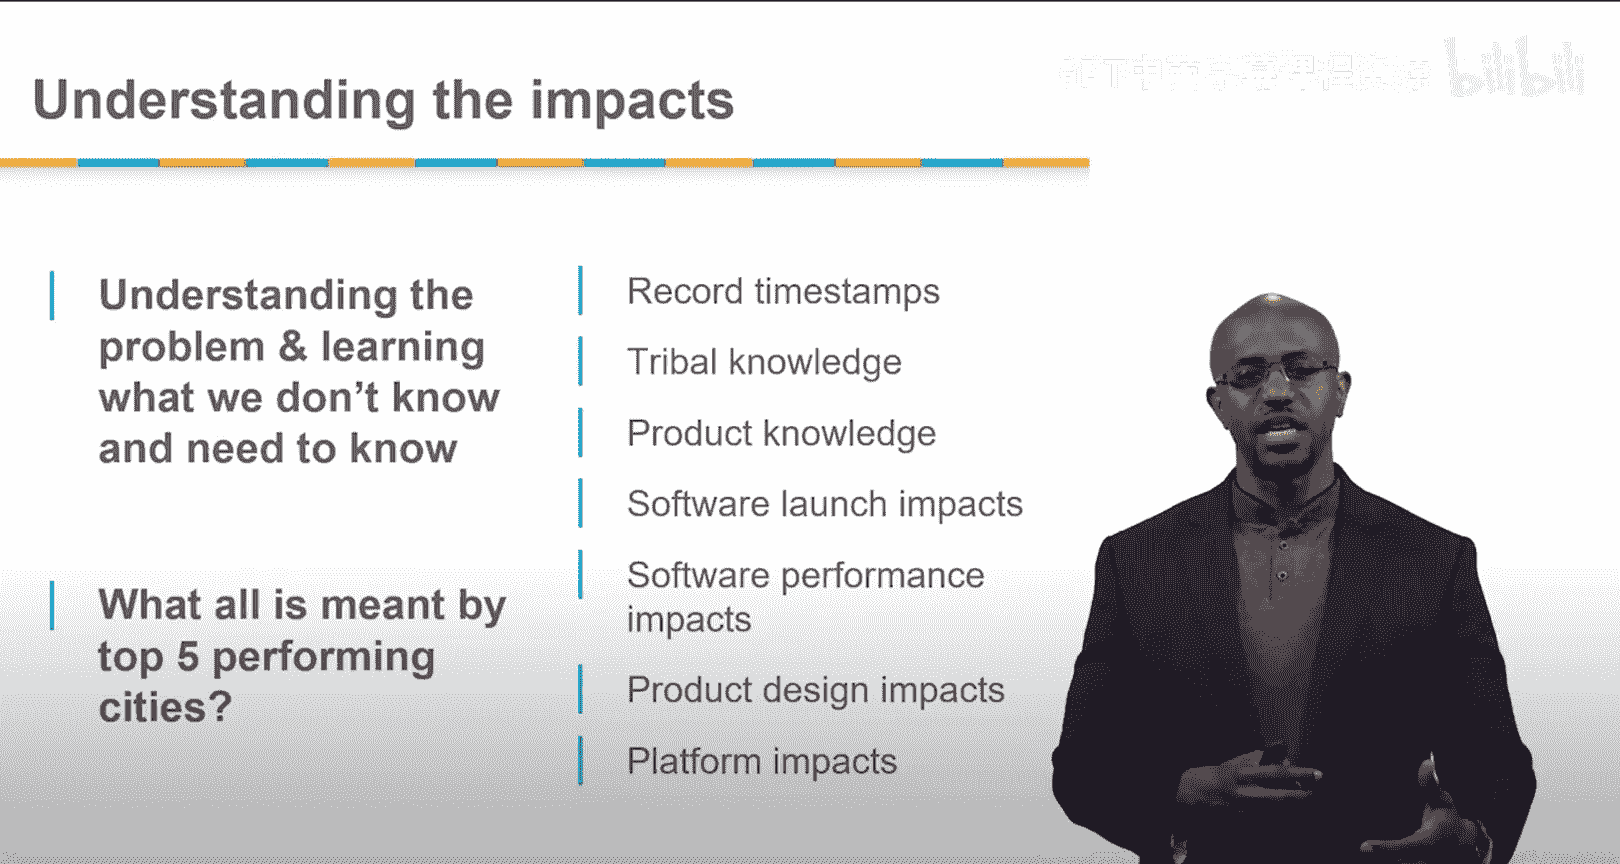 Understanding the impacts
bilibili
Understanding the
problem & learning
what we don’t know
and need to know
What all is meant by
top 5 performing
cities?
Record timestamps
Tribal knowledge
Product knowledge
Software launch impacts
Software performance
impacts
Product design impacts
Platform impacts